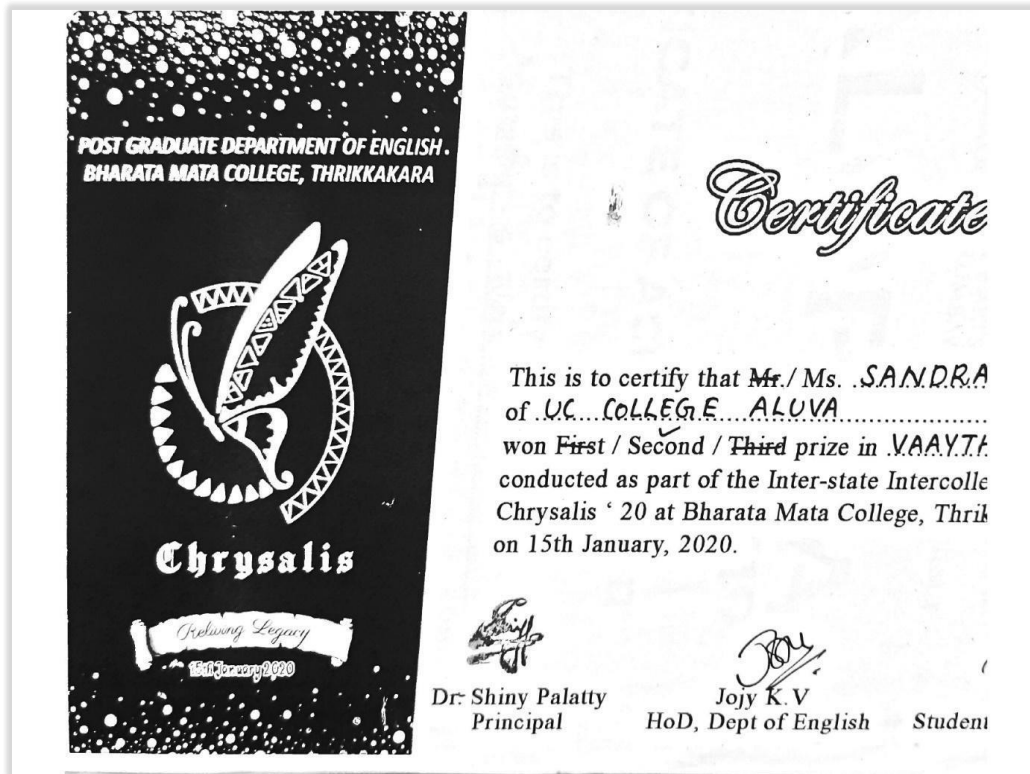 POST GRADUATE DEPARTMENT OF ENGLISH
BHARATA MATA COLLEGE, THRIKKAKARA
Chrysalis
Reliving Legacy
15th January 2020
Certificate
This is to certify that Mr./ Ms. SANDRA
of UC COLLEGE ALUVA
won First / Second / Third prize in VAAYTH
conducted as part of the Inter-state Intercolle
Chrysalis ‘ 20 at Bharata Mata College, Thrik
on 15th January, 2020.
Dr. Shiny Palatty
Principal
Jojy K.V
HoD, Dept of English
Student